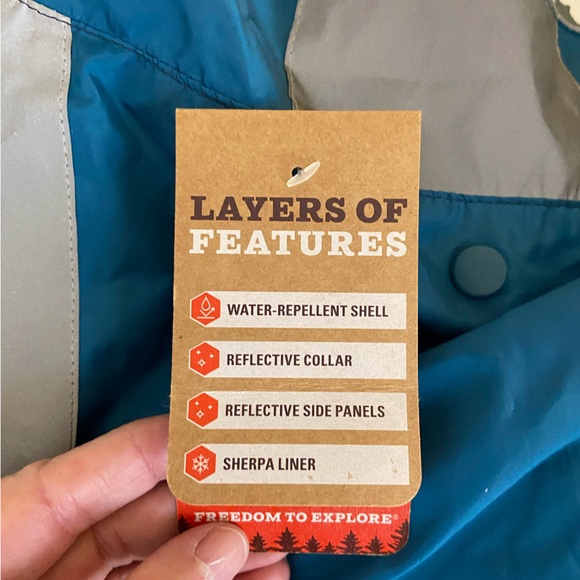 LAYERS OF
FEATURES
WATER-REPELLENT SHELL
REFLECTIVE COLLAR
REFLECTIVE SIDE PANELS
SHERPA LINER
FREEDOM TO EXPLORE®